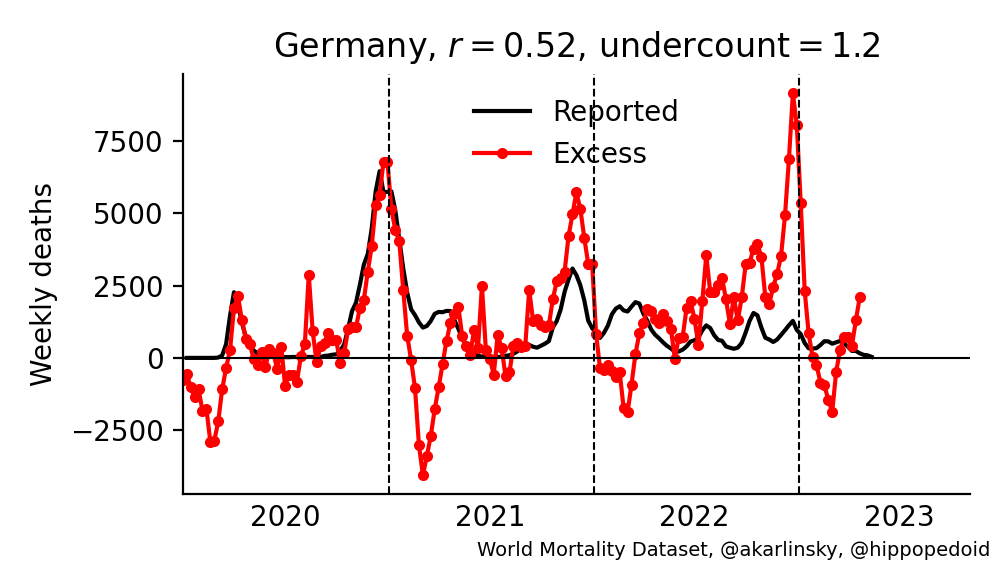 Germany, r = 0.52, undercount = 1.2
Reported
Excess
Weekly deaths
7500
5000
2500
0
−2500
2020 2021 2022 2023
World Mortality Dataset, @akarlinsky, @hippopedoid